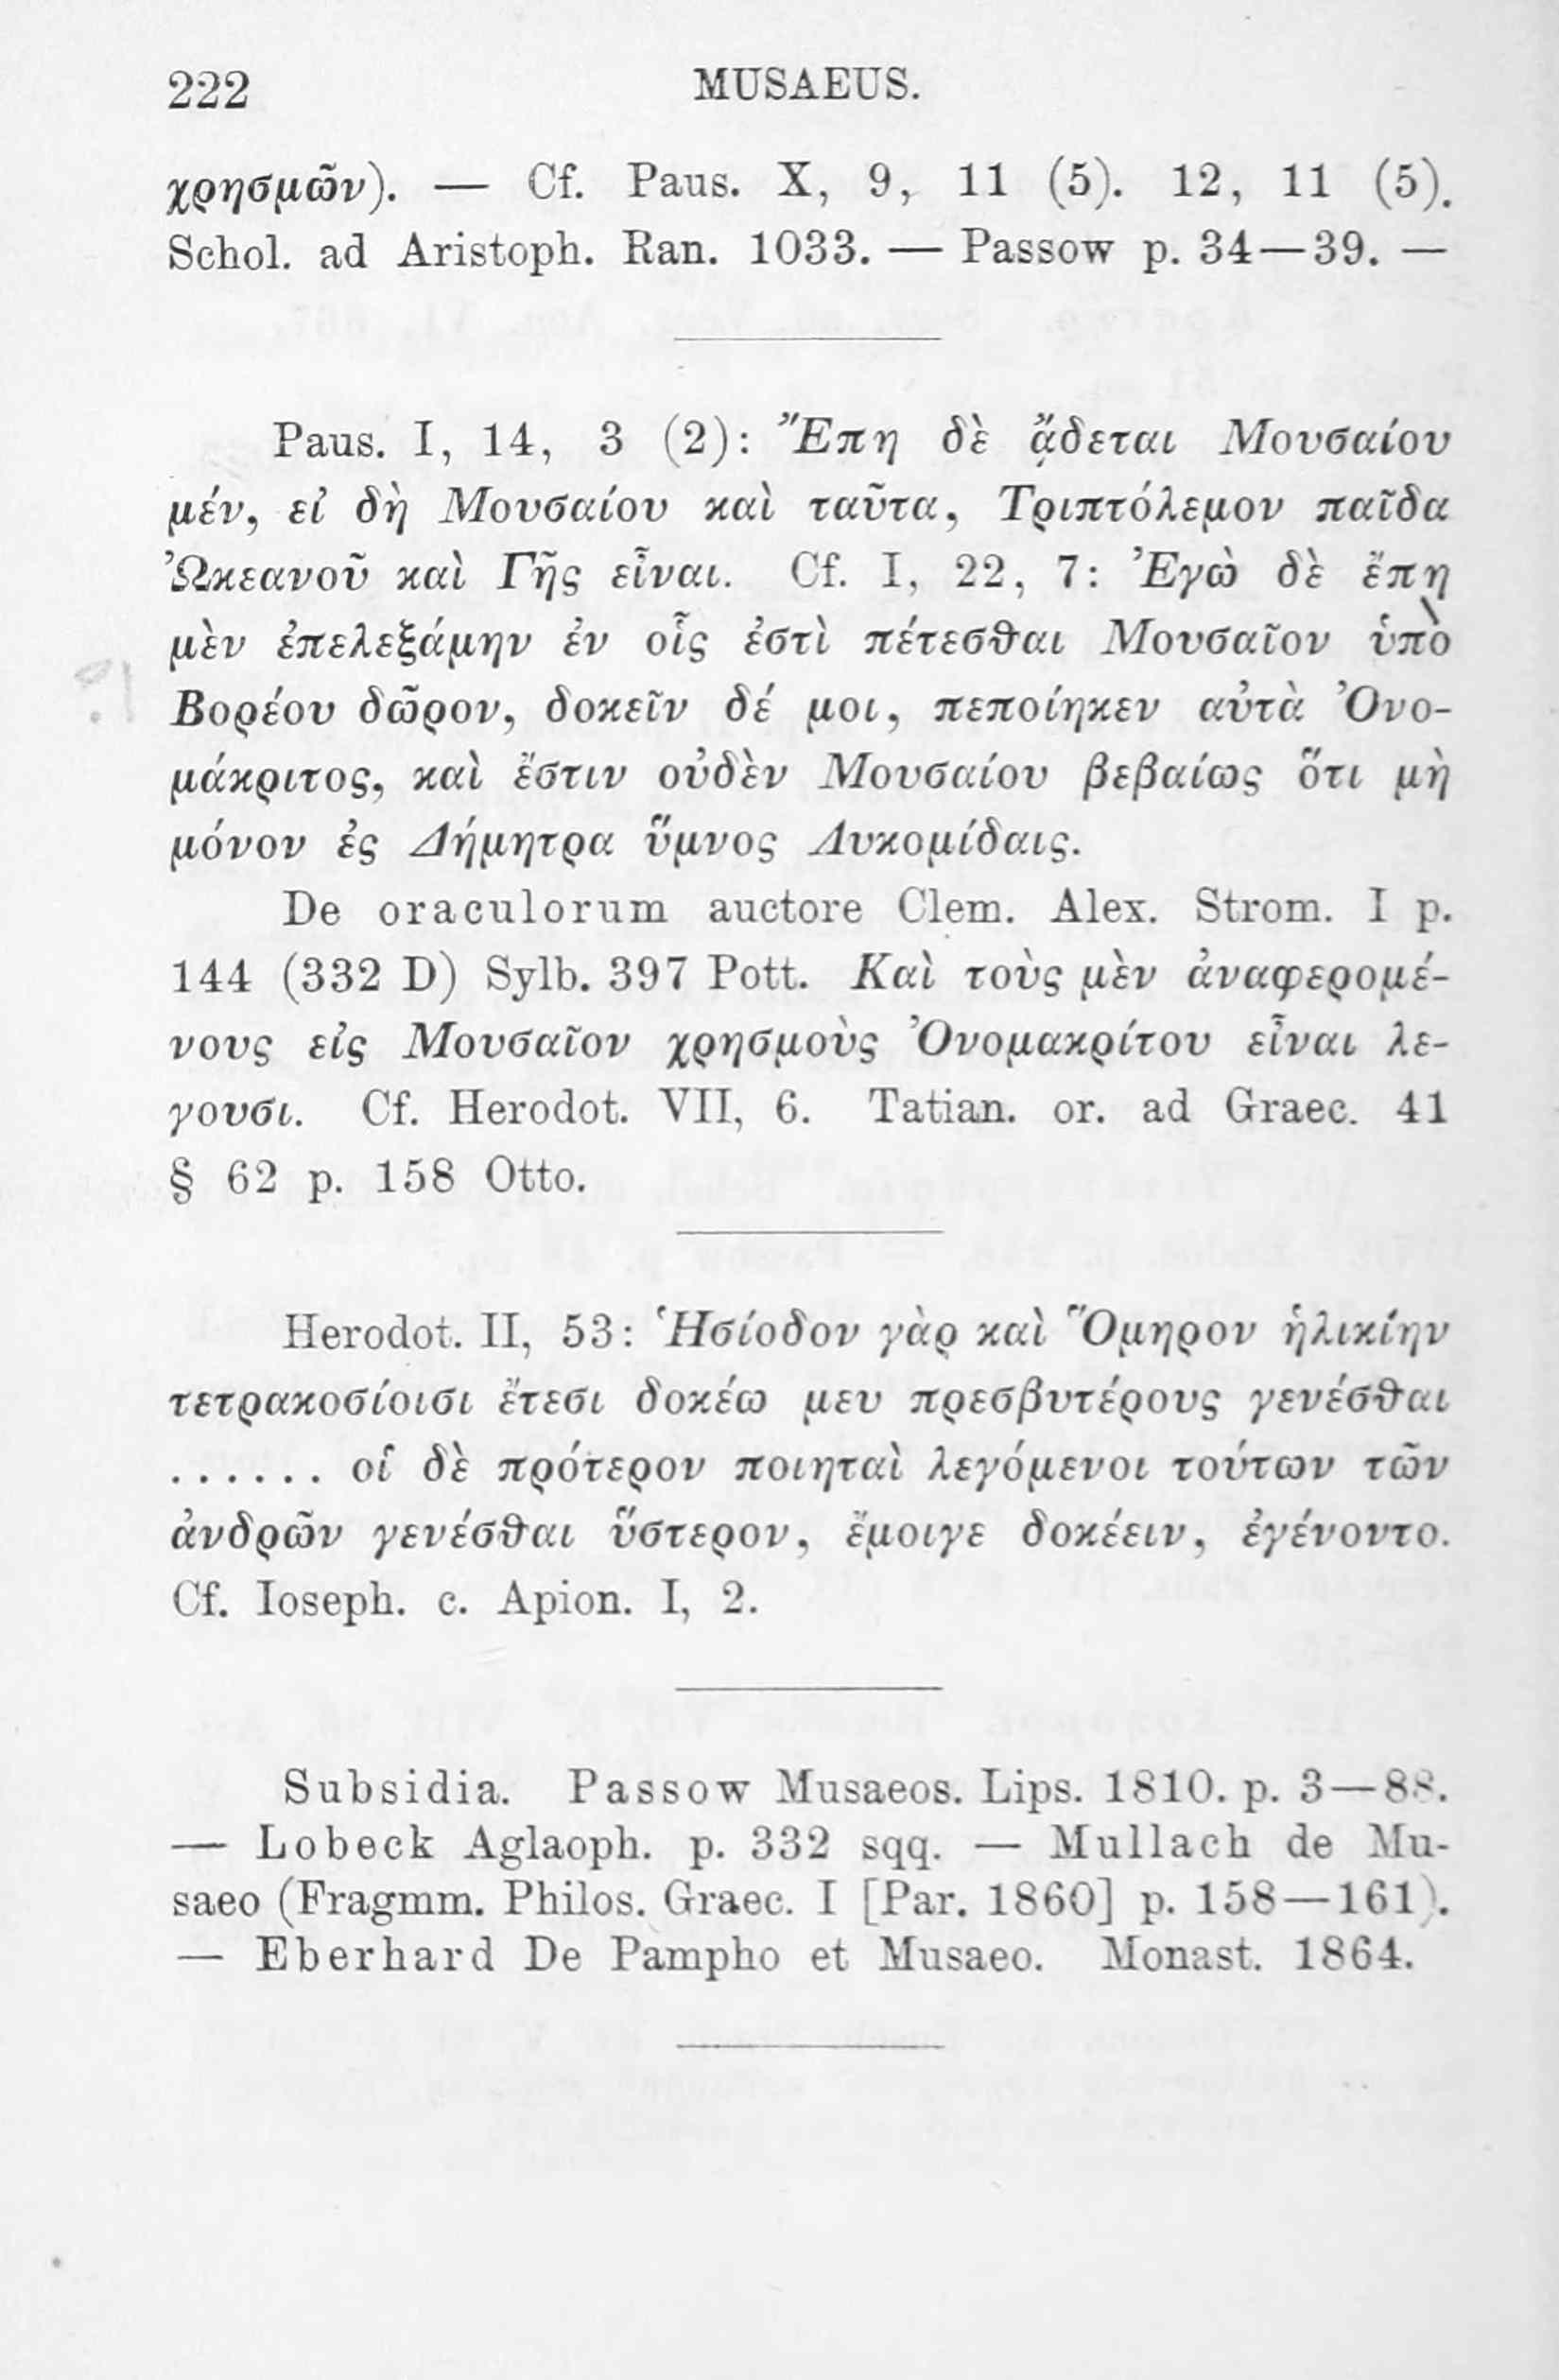 222 MUSAEUS.
χρησμῶν). — Cf. Paus. X, 9, 11 (5). 12, 11 (5).
Schol. ad Aristoph. Ran. 1033. — Passow p. 34—39. —
Paus. I, 14, 3 (2): Ἔπη δὲ ᾄδεται Μουσαίου
μέν, εἰ δὴ Μουσαίου καὶ ταῦτα, Τριπτόλεμον παῖδα
Ὠκεανοῦ καὶ Γῆς εἶναι. Cf. I, 22, 7: Ἐγὼ δὲ ἔπη
μὲν ἐπελεξάμην ἐν οἷς ἐστὶ πέτεσθαι Μουσαῖον ὑπὸ
Βορέου δῶρον, δοκεῖν δέ μοι, πεποίηκεν αὐτὰ Ὀνο-
μάκριτος, καὶ ἔστιν οὐδὲν Μουσαίου βεβαίως ὅτι μὴ
μόνον ἐς Δήμητρα ὕμνος Λυκομίδαις.
De oraculorum auctore Clem. Alex. Strom. I p.
144 (332 D) Sylb. 397 Pott. Καὶ τοὺς μὲν ἀναφερομέ-
νους εἰς Μουσαῖον χρησμοὺς Ὀνομακρίτου εἶναι λέ-
γουσι. Cf. Herodot. VII, 6. Tatian. or. ad Graec. 41
§ 62 p. 158 Otto.
Herodot. II, 53: Ἡσίοδον γὰρ καὶ Ὅμηρον ἡλικίην
τετρακοσίοισι ἔτεσι δοκέω μευ πρεσβυτέρους γενέσθαι
...... οἱ δὲ πρότερον ποιηταὶ λεγόμενοι τούτων τῶν
ἀνδρῶν γενέσθαι ὕστερον, ἔμοιγε δοκέειν, ἐγένοντο.
Cf. Ioseph. c. Apion. I, 2.
Subsidia. Passow Musaeos. Lips. 1810. p. 3—88.
— Lobeck Aglaoph. p. 332 sqq. — Mullach de Mu-
saeo (Fragmm. Philos. Graec. I [Par. 1860] p. 158—161).
— Eberhard De Pampho et Musaeo. Monast. 1864.